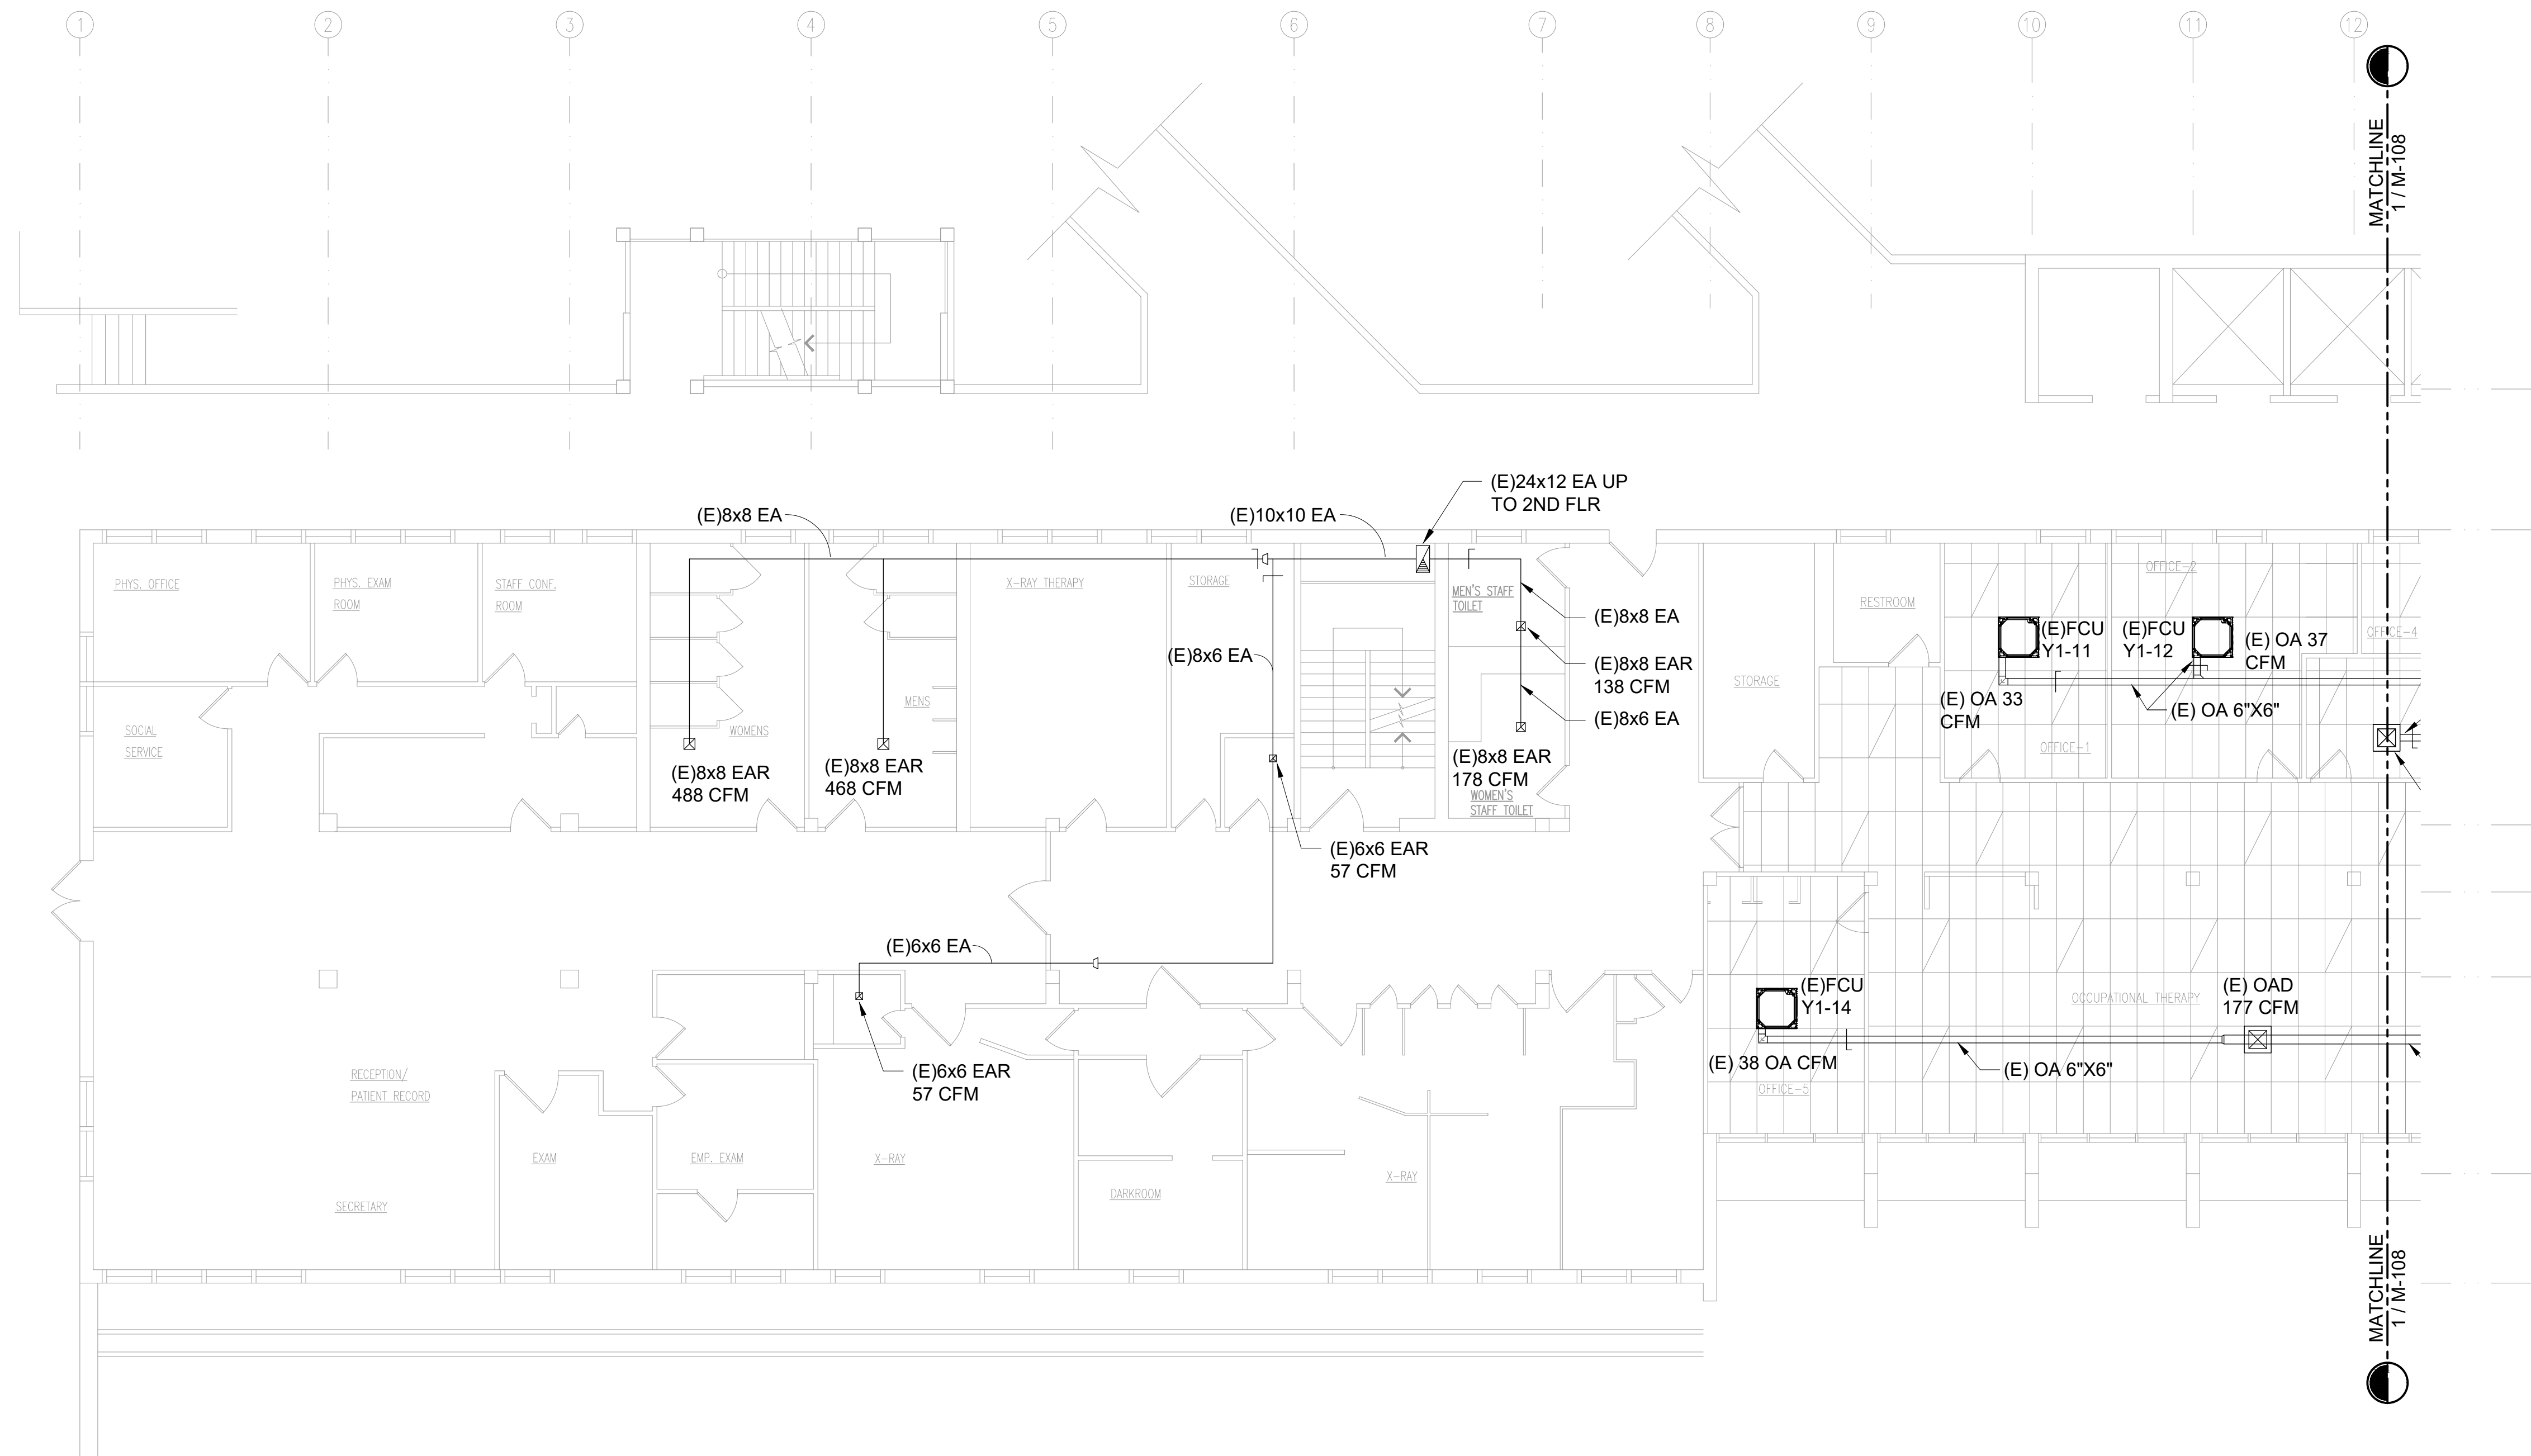 1
2
3
4
5
6
7
8
9
10
11
12
MATCHLINE
1 / M-108
(E)24x12 EA UP
TO 2ND FLR
(E)8x8 EA
(E)10x10 EA
PHYS. OFFICE
PHYS. EXAM
ROOM
STAFF CONF.
ROOM
X-RAY THERAPY
STORAGE
MEN'S STAFF
TOILET
(E)8x8 EA
(E)8x6 EA
(E)8x8 EAR
138 CFM
(E)8x6 EA
RESTROOM
OFFICE-2
OFFICE-4
(E)FCU
Y1-11
(E)FCU
Y1-12
(E) OA 37
CFM
STORAGE
(E) OA 33
CFM
(E) OA 6"X6"
OFFICE-1
SOCIAL
SERVICE
WOMENS
MENS
(E)8x8 EAR
488 CFM
(E)8x8 EAR
468 CFM
(E)8x8 EAR
178 CFM
WOMEN'S
STAFF TOILET
(E)6x6 EAR
57 CFM
(E)6x6 EA
(E)FCU
Y1-14
OCCUPATIONAL THERAPY
(E) OAD
177 CFM
(E) 38 OA CFM
(E) OA 6"X6"
OFFICE-5
(E)6x6 EAR
57 CFM
RECEPTION/
PATIENT RECORD
EXAM
EMP. EXAM
X-RAY
DARKROOM
X-RAY
SECRETARY
MATCHLINE
1 / M-108